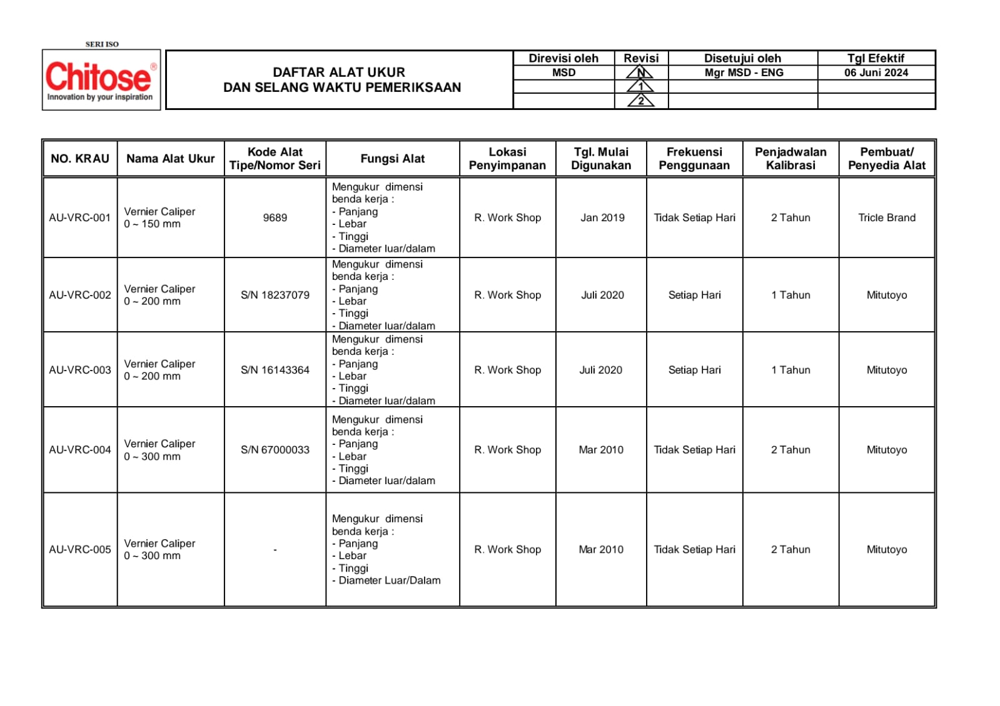 SERI ISO
Chitose®
Innovation by your inspiration
DAFTAR ALAT UKUR
DAN SELANG WAKTU PEMERIKSAAN
Direvisi oleh Revisi Disetujui oleh Tgl Efektif
MSD N Mgr MSD - ENG 06 Juni 2024
1
2
NO. KRAU
Nama Alat Ukur
Kode Alat
Tipe/Nomor Seri
Fungsi Alat
Lokasi
Penyimpanan
Tgl. Mulai
Digunakan
Frekuensi
Penggunaan
Penjadwalan
Kalibrasi
Pembuat/
Penyedia Alat
AU-VRC-001
Vernier Caliper
0 ~ 150 mm
9689
Mengukur dimensi
benda kerja :
- Panjang
- Lebar
- Tinggi
- Diameter luar/dalam
R. Work Shop
Jan 2019
Tidak Setiap Hari
2 Tahun
Tricle Brand
AU-VRC-002
Vernier Caliper
0 ~ 200 mm
S/N 18237079
Mengukur dimensi
benda kerja :
- Panjang
- Lebar
- Tinggi
- Diameter luar/dalam
R. Work Shop
Juli 2020
Setiap Hari
1 Tahun
Mitutoyo
AU-VRC-003
Vernier Caliper
0 ~ 200 mm
S/N 16143364
Mengukur dimensi
benda kerja :
- Panjang
- Lebar
- Tinggi
- Diameter luar/dalam
R. Work Shop
Juli 2020
Setiap Hari
1 Tahun
Mitutoyo
AU-VRC-004
Vernier Caliper
0 ~ 300 mm
S/N 67000033
Mengukur dimensi
benda kerja :
- Panjang
- Lebar
- Tinggi
- Diameter luar/dalam
R. Work Shop
Mar 2010
Tidak Setiap Hari
2 Tahun
Mitutoyo
AU-VRC-005
Vernier Caliper
0 ~ 300 mm
-
Mengukur dimensi
benda kerja :
- Panjang
- Lebar
- Tinggi
- Diameter Luar/Dalam
R. Work Shop
Mar 2010
Tidak Setiap Hari
2 Tahun
Mitutoyo